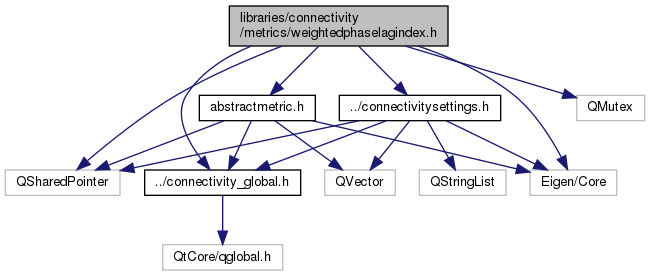 libraries/connectivity
/metrics/weightedphaselagindex.h
abstractmetric.h
../connectivitysettings.h
QMutex
QSharedPointer
../connectivity_global.h
QVector
QStringList
Eigen/Core
QtCore/qglobal.h